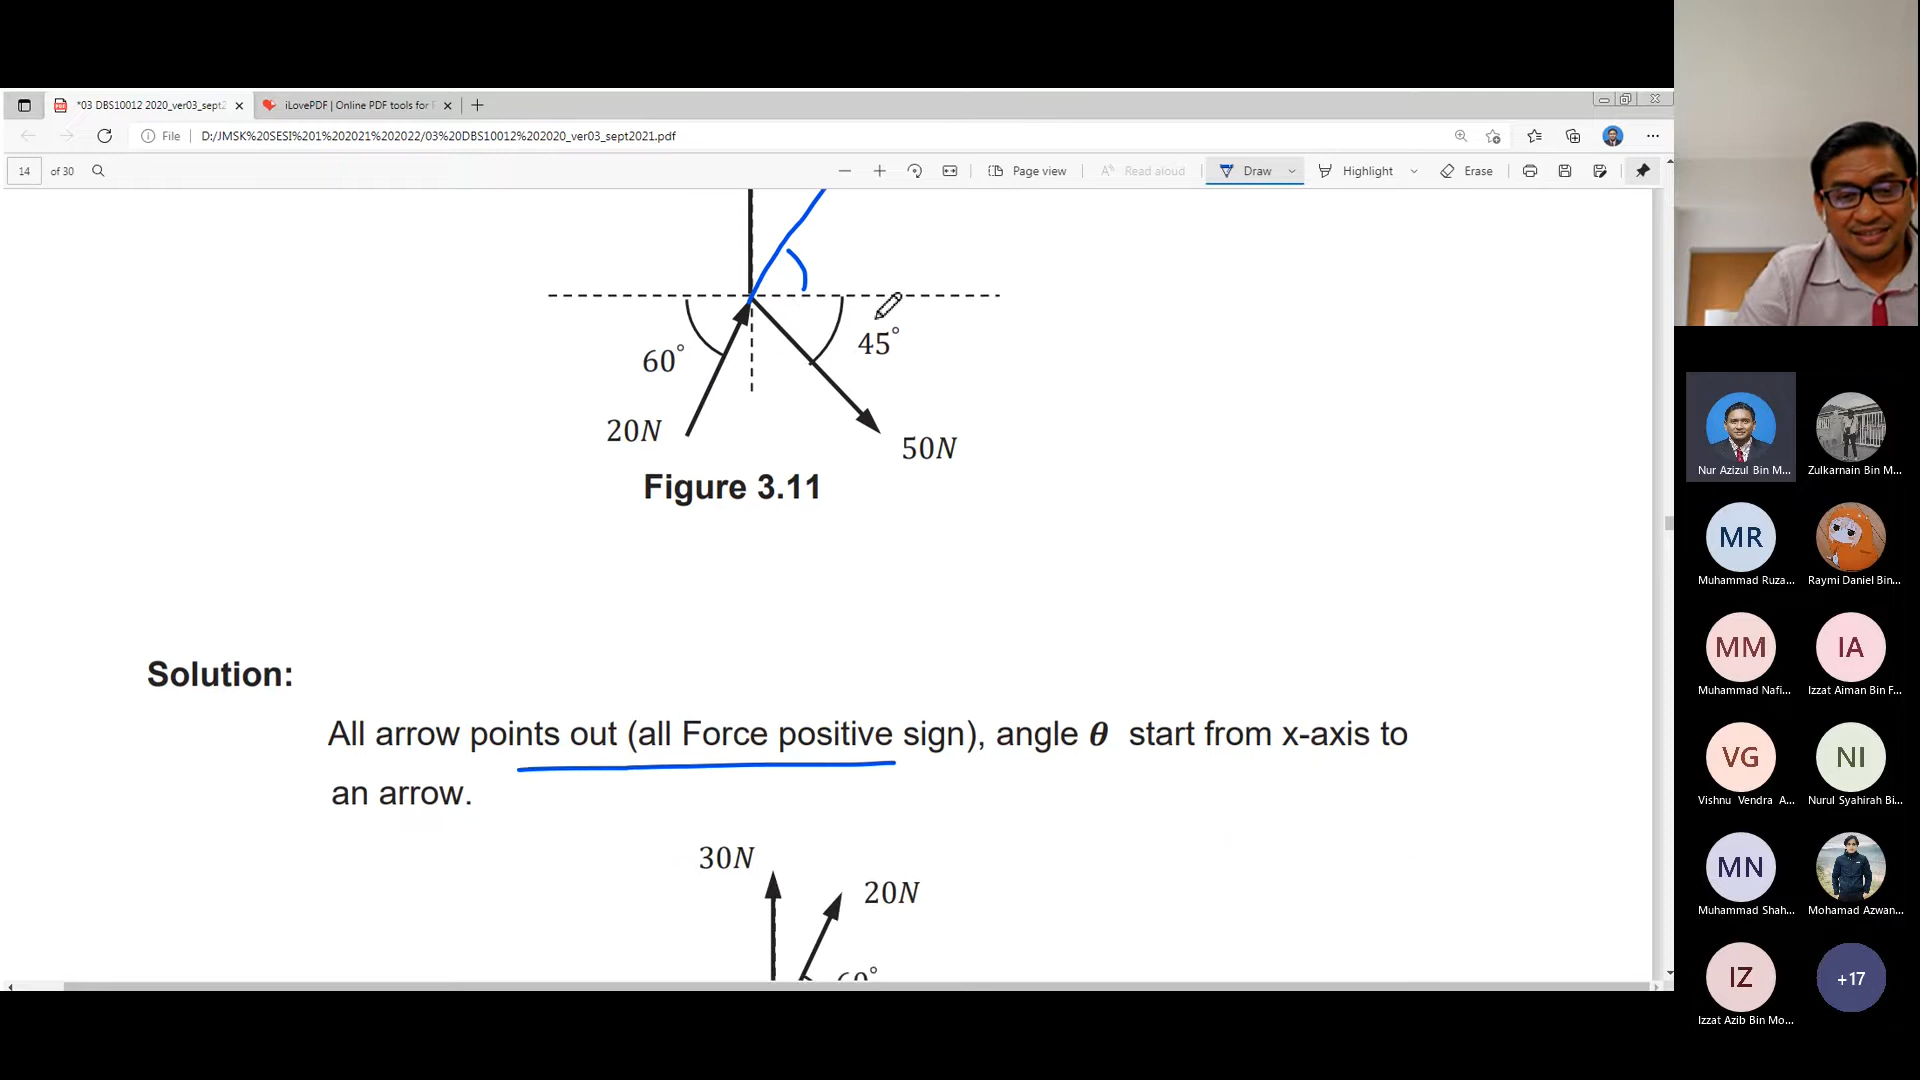 *03 DBS10012 2020_ver03_sept2
iLovePDF | Online PDF tools for
File
D:/JMSK%20SESI%201%202021%202022/03%20DBS10012%202020_ver03_sept2021.pdf
14
of 30
Page view
Read aloud
Draw
Highlight
Erase
60°
45°
20N
50N
Figure 3.11
Solution:
All arrow points out (all Force positive sign), angle θ start from x-axis to
an arrow.
30N
20N
60°
Nur Azizul Bin M...
Zulkarnain Bin M...
MR
Muhammad Ruza...
Raymi Daniel Bin...
MM
Muhammad Nafi...
IA
Izzat Aiman Bin F...
VG
Vishnu Vendra A...
NI
Nurul Syahirah Bi...
MN
Muhammad Shah...
Mohamad Azwan...
IZ
Izzat Azib Bin Mo...
+17